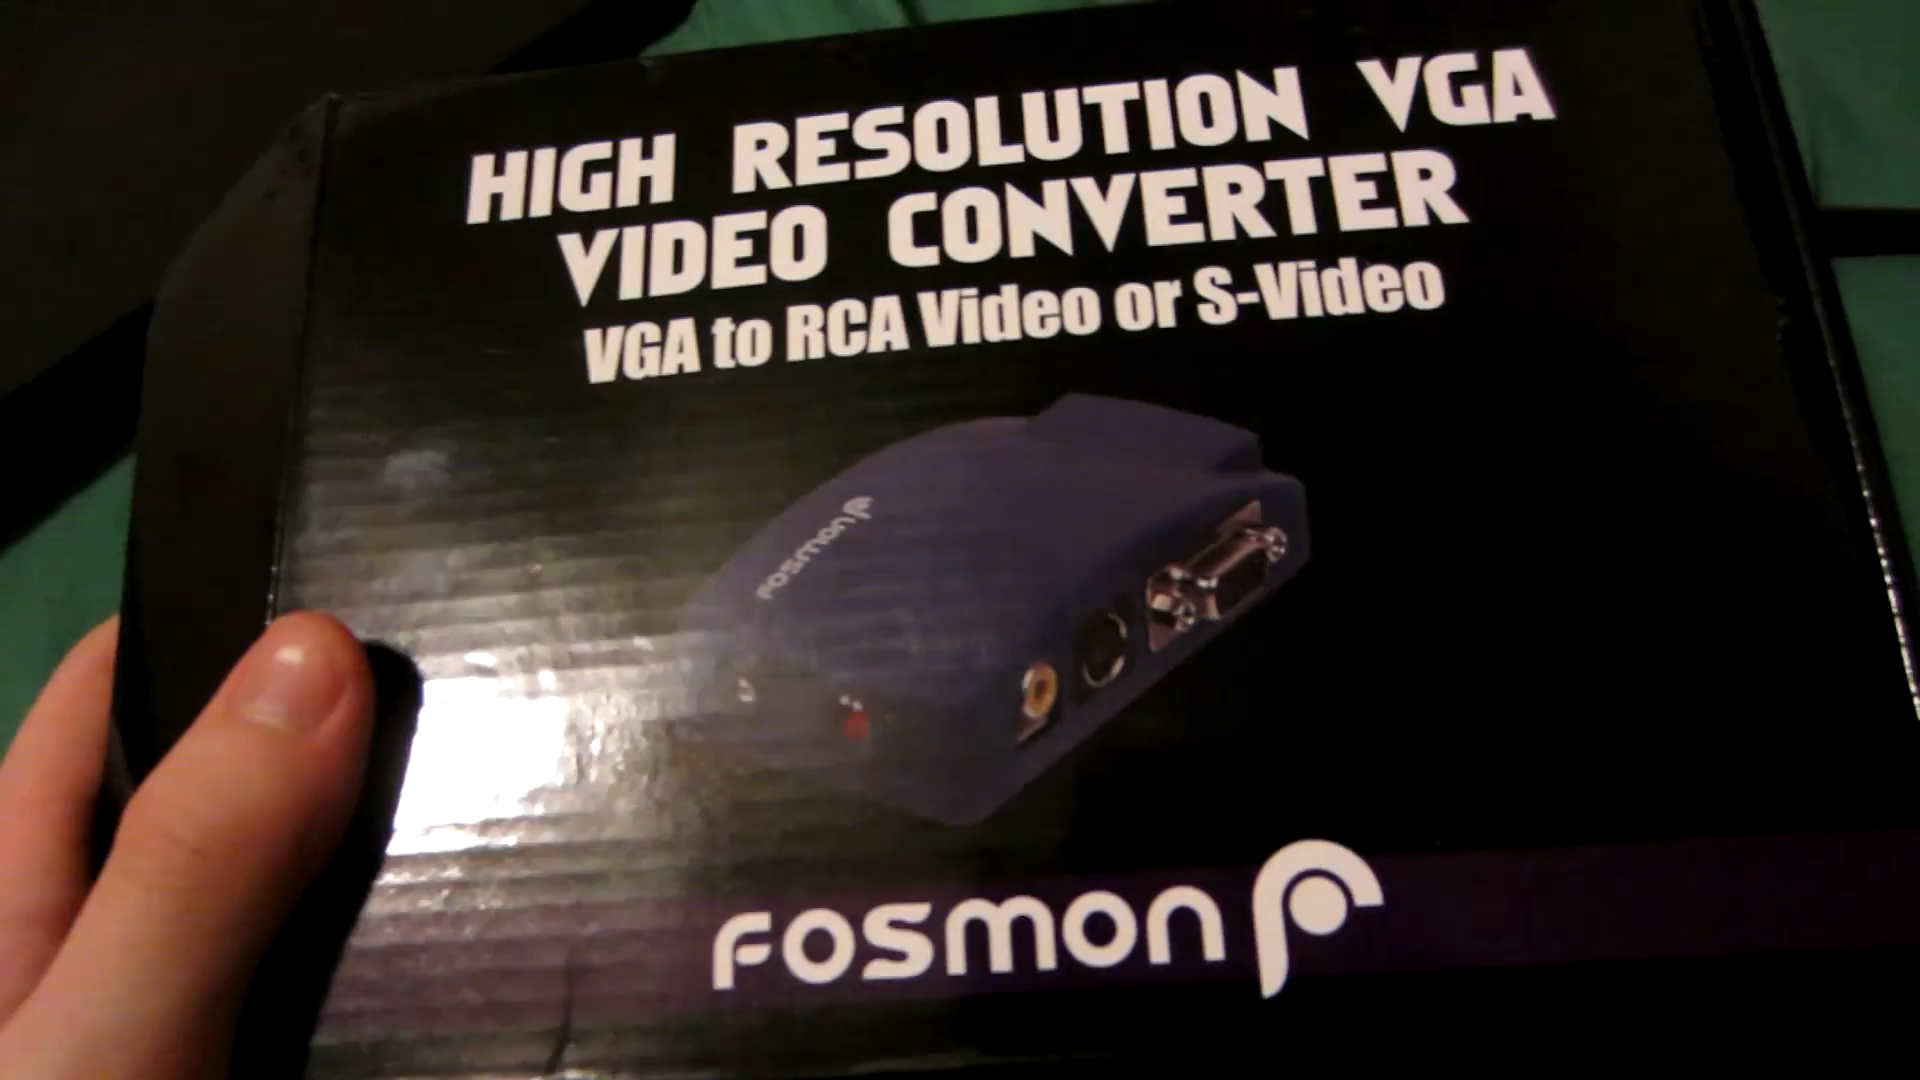 HIGH RESOLUTION VGA
VIDEO CONVERTER
VGA to RCA Video or S-Video
FOSMON
FOSMON